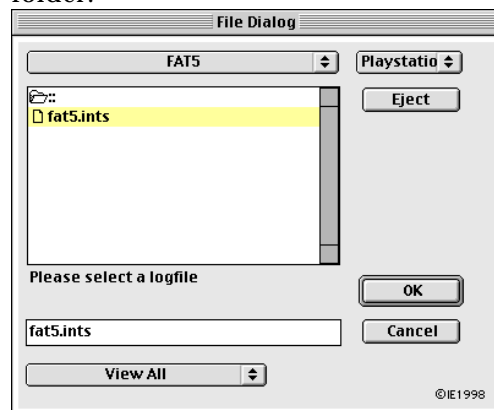 folder.
File Dialog
FAT5
Playstatio
::
fat5.ints
Eject
Please select a logfile
OK
fat5.ints
Cancel
View All
©IE1998